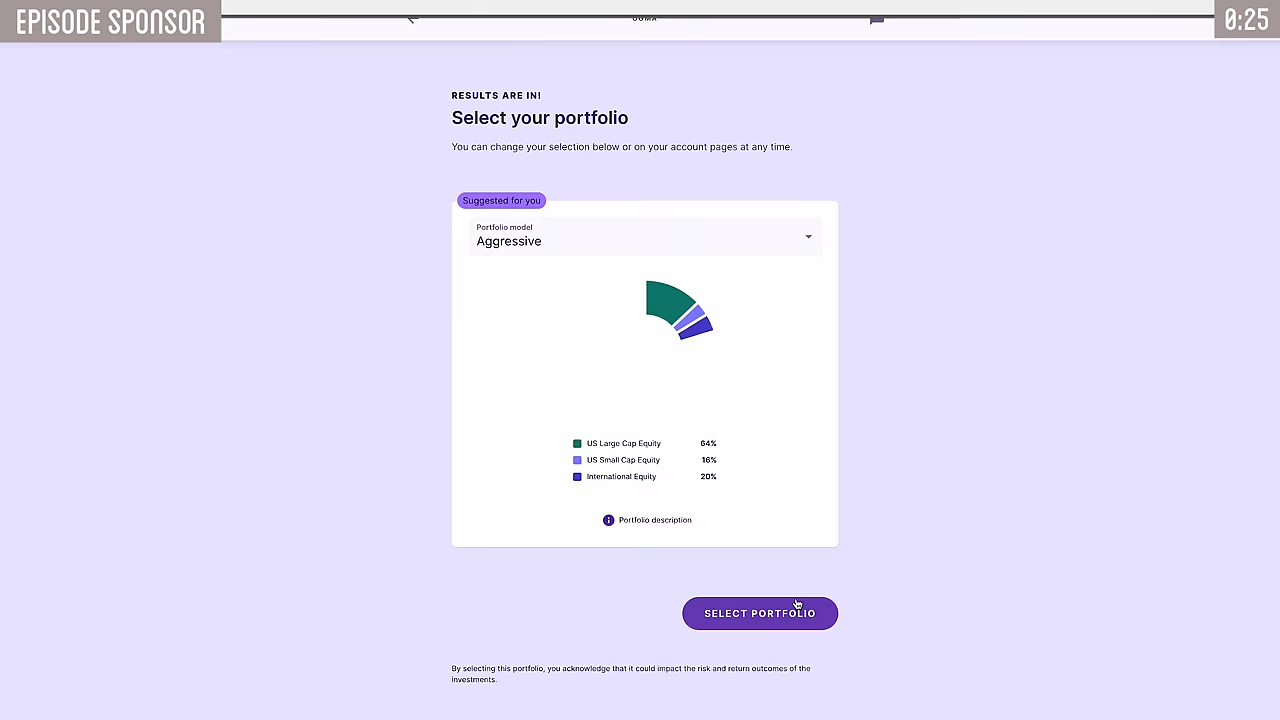 EPISODE SPONSOR
0:25
RESULTS ARE IN!
Select your portfolio
You can change your selection below or on your account pages at any time.
Suggested for you
Portfolio model
Aggressive
US Large Cap Equity 64%
US Small Cap Equity 16%
International Equity 20%
Portfolio description
SELECT PORTFOLIO
By selecting this portfolio, you acknowledge that it could impact the risk and return outcomes of the
investments.